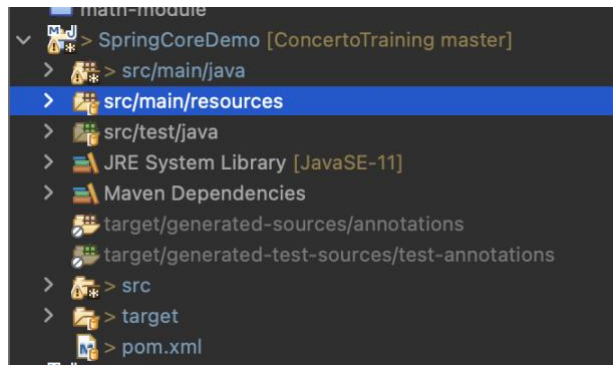 math-module
> SpringCoreDemo [ConcertoTraining master]
> src/main/java
src/main/resources
src/test/java
JRE System Library [JavaSE-11]
Maven Dependencies
target/generated-sources/annotations
target/generated-test-sources/test-annotations
> src
> target
> pom.xml